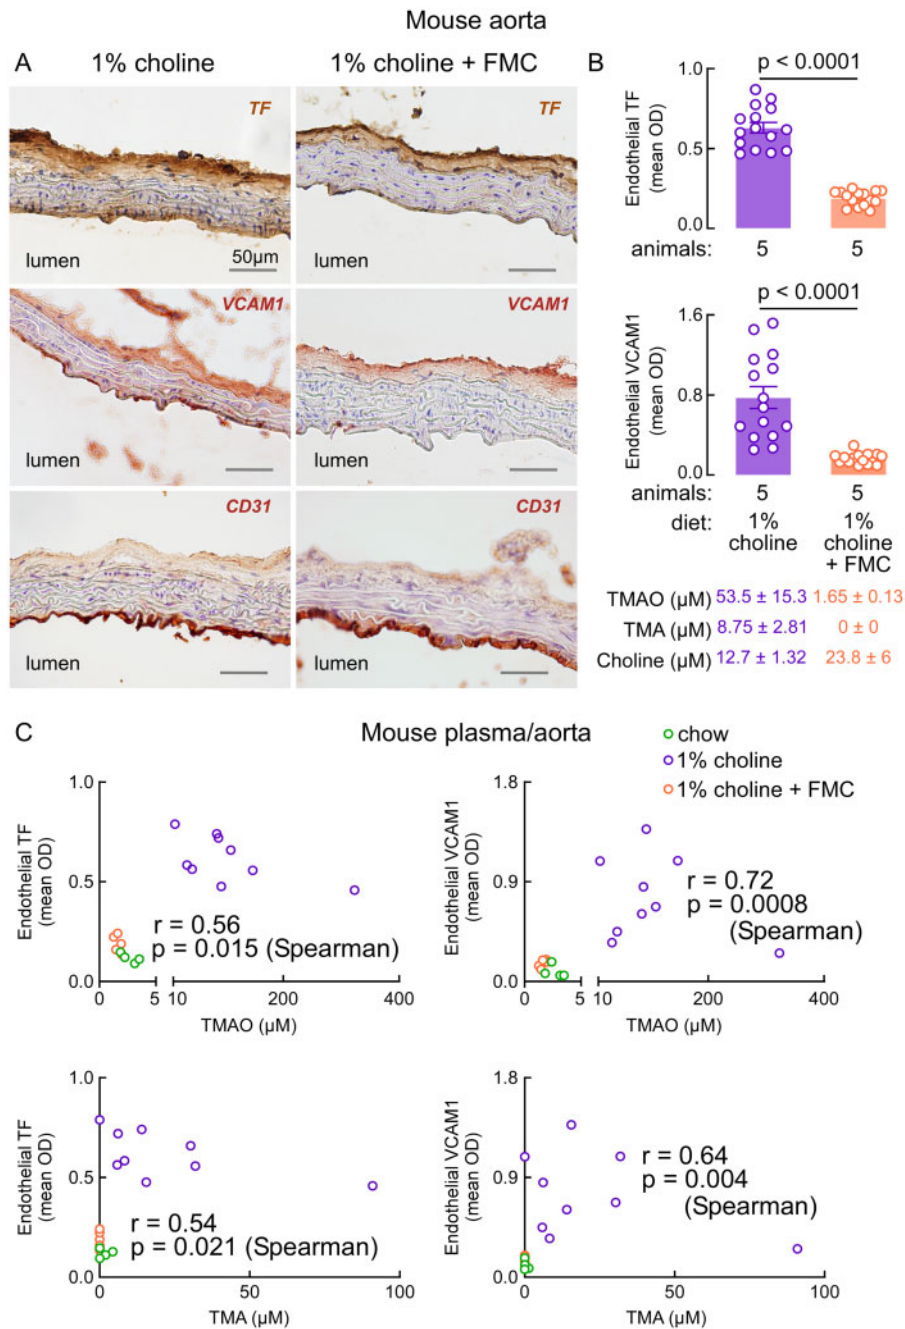 Mouse aorta
A
1% choline
1% choline + FMC
TF
lumen
50µm
TF
lumen
VCAM1
lumen
VCAM1
lumen
CD31
lumen
CD31
lumen
B
p < 0.0001
Endothelial TF
(mean OD)
1.0
0.5
0.0
animals: 5 5
p < 0.0001
Endothelial VCAM1
(mean OD)
1.6
0.8
0.0
animals: 5 5
diet: 1% 1%
choline choline
+ FMC
TMAO (µM) 53.5 ± 15.3 1.65 ± 0.13
TMA (µM) 8.75 ± 2.81 0 ± 0
Choline (µM) 12.7 ± 1.32 23.8 ± 6
C
Mouse plasma/aorta
chow
1% choline
1% choline + FMC
Endothelial TF
(mean OD)
1.0
0.5
0.0
r = 0.56
p = 0.015 (Spearman)
0 5 10 200 400
TMAO (µM)
Endothelial VCAM1
(mean OD)
1.8
0.9
0.0
r = 0.72
p = 0.0008
(Spearman)
0 5 10 200 400
TMAO (µM)
Endothelial TF
(mean OD)
1.0
0.5
0.0
r = 0.54
p = 0.021 (Spearman)
0 50 100
TMA (µM)
Endothelial VCAM1
(mean OD)
1.8
0.9
0.0
r = 0.64
p = 0.004
(Spearman)
0 50 100
TMA (µM)